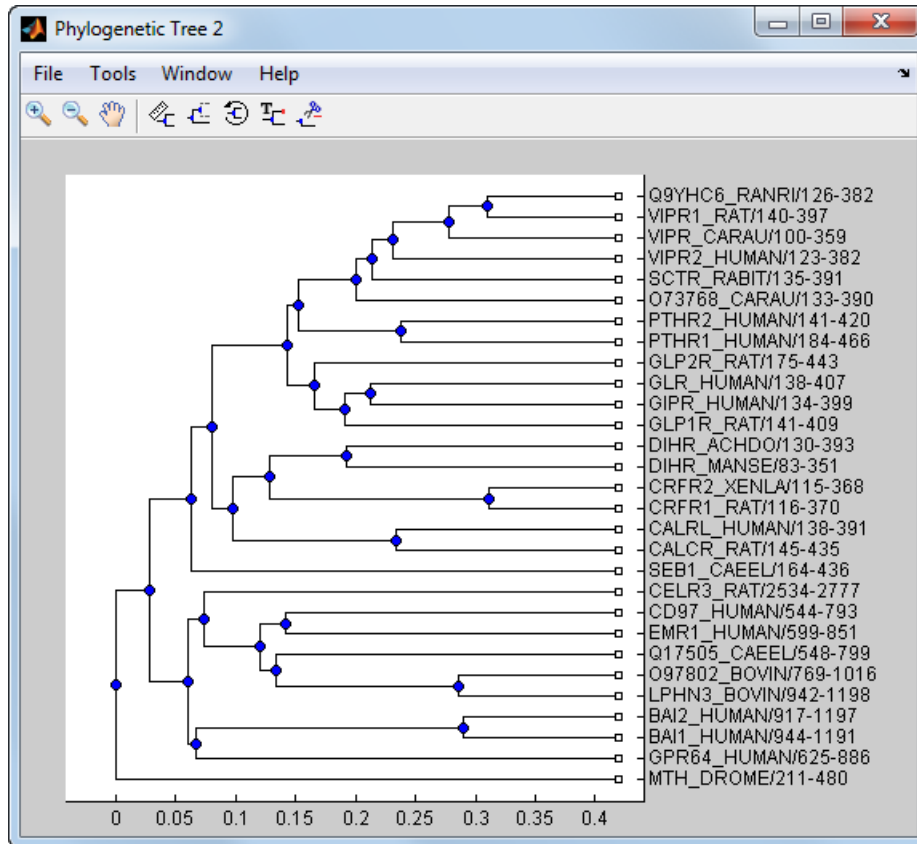 Phylogenetic Tree 2
File Tools Window Help
Q9YHC6_RANRI/126-382
VIPR1_RAT/140-397
VIPR_CARAU/100-359
VIPR2_HUMAN/123-382
SCTR_RABIT/135-391
O73768_CARAU/133-390
PTHR2_HUMAN/141-420
PTHR1_HUMAN/184-466
GLP2R_RAT/175-443
GLR_HUMAN/138-407
GIPR_HUMAN/134-399
GLP1R_RAT/141-409
DIHR_ACHDO/130-393
DIHR_MANSE/83-351
CRFR2_XENLA/115-368
CRFR1_RAT/116-370
CALRL_HUMAN/138-391
CALCR_RAT/145-435
SEB1_CAEEL/164-436
CELR3_RAT/2534-2777
CD97_HUMAN/544-793
EMR1_HUMAN/599-851
Q17505_CAEEL/548-799
O97802_BOVIN/769-1016
LPHN3_BOVIN/942-1198
BAI2_HUMAN/917-1197
BAI1_HUMAN/944-1191
GPR64_HUMAN/625-886
MTH_DROME/211-480
0 0.05 0.1 0.15 0.2 0.25 0.3 0.35 0.4